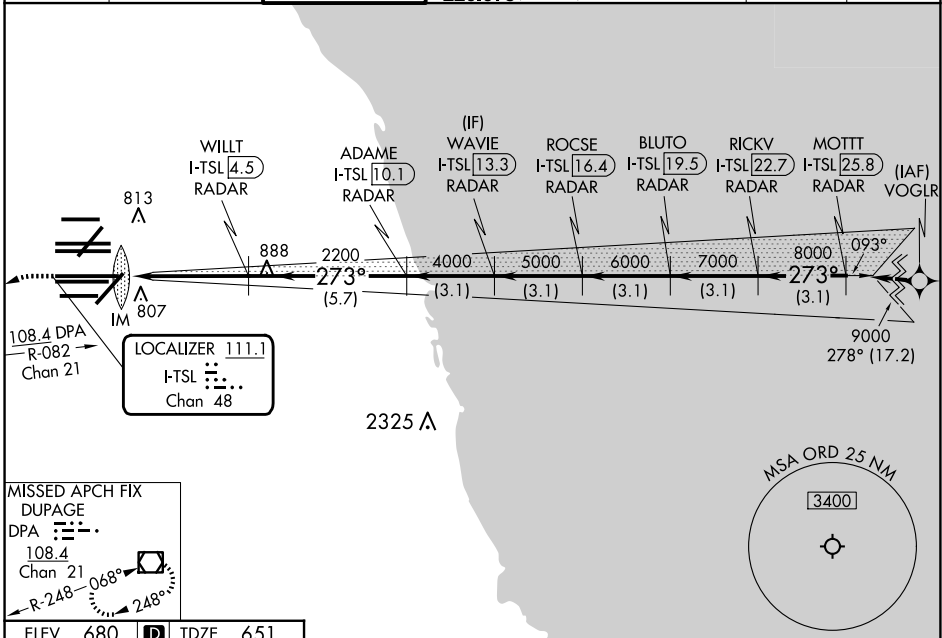 (IF)
WAVIE
I-TSL 13.3
RADAR
WILLT
I-TSL 4.5
RADAR
ADAME
I-TSL 10.1
RADAR
ROCSE
I-TSL 16.4
RADAR
BLUTO
I-TSL 19.5
RADAR
RICKV
I-TSL 22.7
RADAR
MOTTT
I-TSL 25.8
RADAR
(IAF)
VOGLR
813
888
2200
4000
5000
6000
7000
8000
093°
273°
273°
(5.7)
(3.1)
(3.1)
(3.1)
(3.1)
(3.1)
807
IM
9000
278° (17.2)
108.4 DPA
R-082
Chan 21
LOCALIZER 111.1
I-TSL
Chan 48
2325
MSA ORD 25 NM
3400
MISSED APCH FIX
DUPAGE
DPA
108.4
Chan 21
R-248
068°
248°
ELEV 680 D TDZE 651